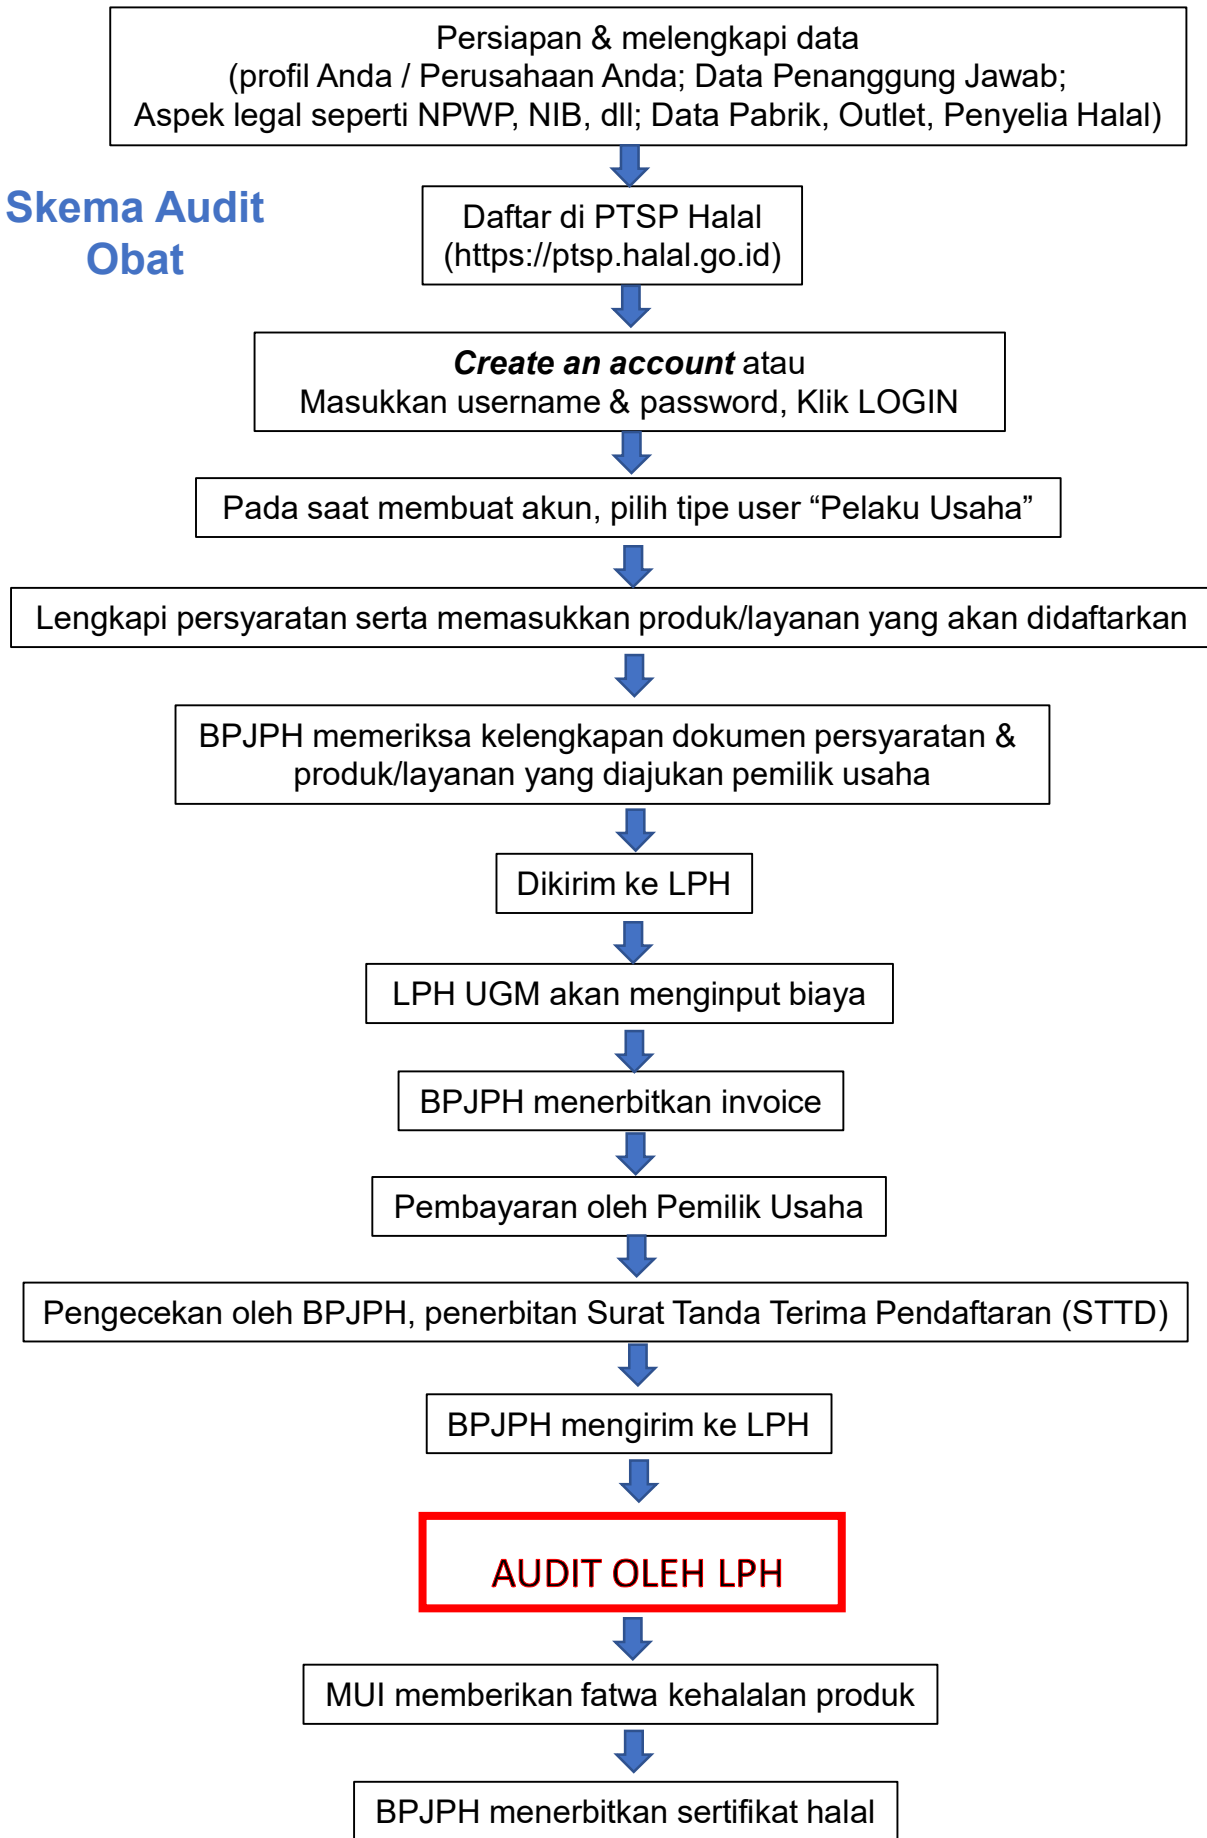 Persiapan & melengkapi data
(profil Anda / Perusahaan Anda; Data Penanggung Jawab;
Aspek legal seperti NPWP, NIB, dll; Data Pabrik, Outlet, Penyelia Halal)
Skema Audit
Obat
Daftar di PTSP Halal
(https://ptsp.halal.go.id)
Create an account atau
Masukkan username & password, Klik LOGIN
Pada saat membuat akun, pilih tipe user “Pelaku Usaha”
Lengkapi persyaratan serta memasukkan produk/layanan yang akan didaftarkan
BPJPH memeriksa kelengkapan dokumen persyaratan &
produk/layanan yang diajukan pemilik usaha
Dikirim ke LPH
LPH UGM akan menginput biaya
BPJPH menerbitkan invoice
Pembayaran oleh Pemilik Usaha
Pengecekan oleh BPJPH, penerbitan Surat Tanda Terima Pendaftaran (STTD)
BPJPH mengirim ke LPH
AUDIT OLEH LPH
MUI memberikan fatwa kehalalan produk
BPJPH menerbitkan sertifikat halal